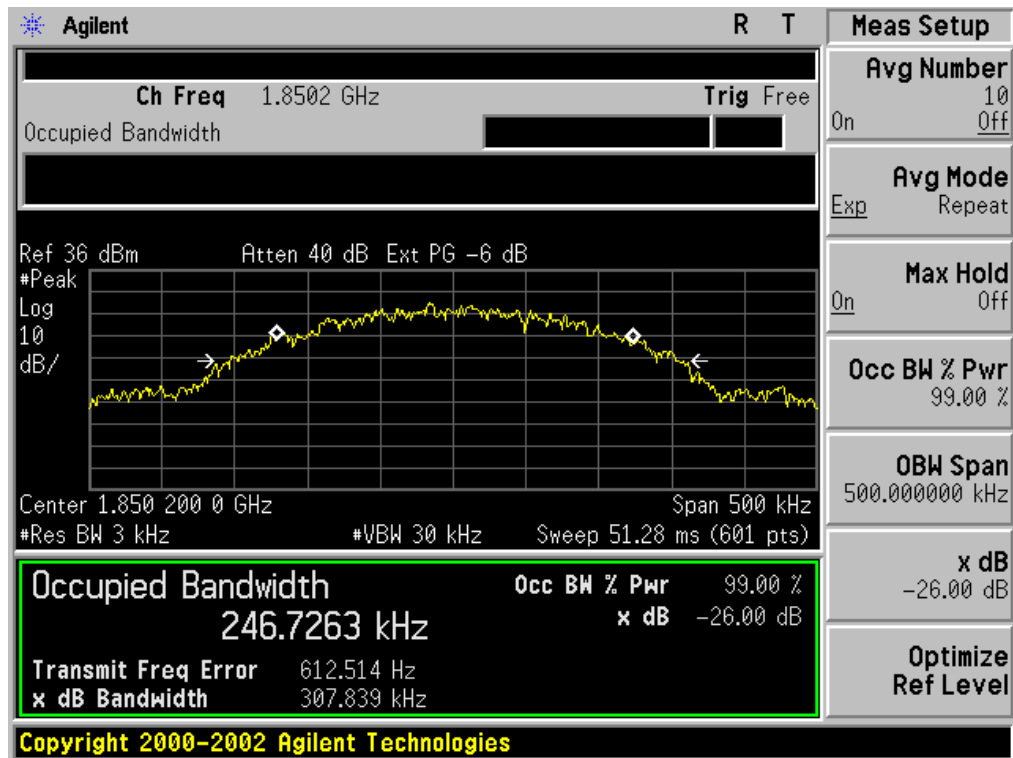 Agilent R T
Ch Freq 1.8502 GHz Trig Free
Occupied Bandwidth
Ref 36 dBm Atten 40 dB Ext PG -6 dB
#Peak
Log
10
dB/
Center 1.850 200 0 GHz Span 500 kHz
#Res BW 3 kHz #VBW 30 kHz Sweep 51.28 ms (601 pts)
Occupied Bandwidth Occ BW % Pwr 99.00 %
246.7263 kHz x dB -26.00 dB
Transmit Freq Error 612.514 Hz
x dB Bandwidth 307.839 kHz
Copyright 2000-2002 Agilent Technologies
Meas Setup
Avg Number
10
On Off
Avg Mode
Exp Repeat
Max Hold
On Off
Occ BW % Pwr
99.00 %
OBW Span
500.000000 kHz
x dB
-26.00 dB
Optimize
Ref Level